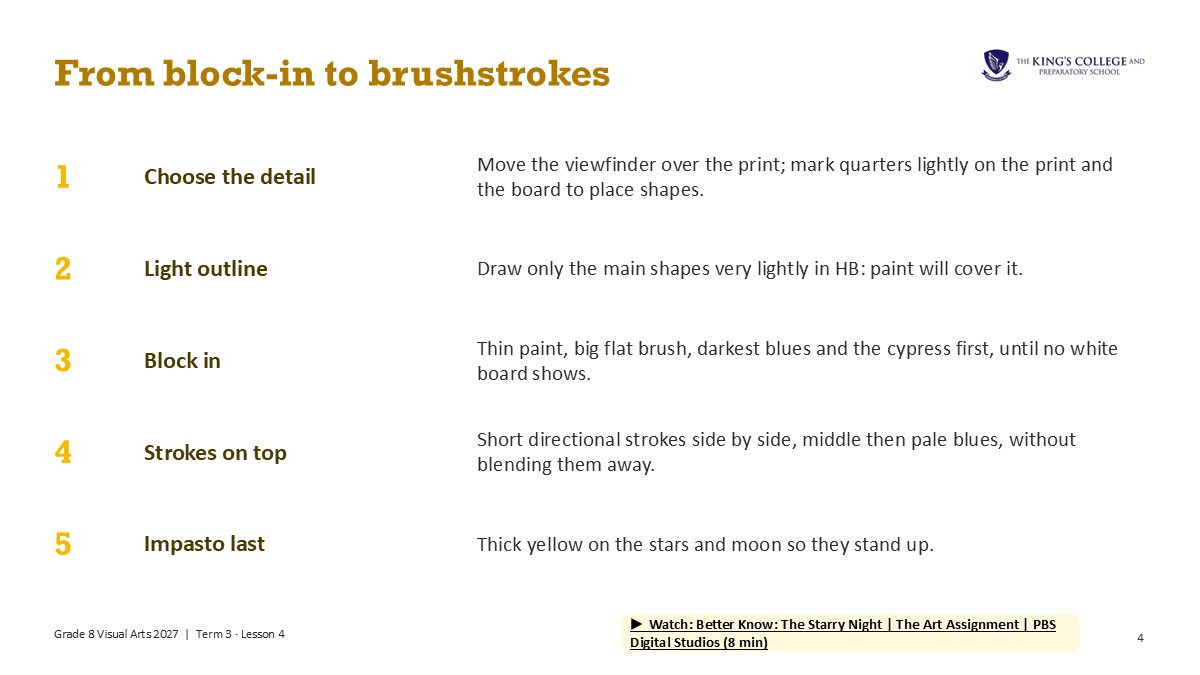 From block-in to brushstrokes
THE KING'S COLLEGE AND
PREPARATORY SCHOOL
1
Choose the detail
Move the viewfinder over the print; mark quarters lightly on the print and
the board to place shapes.
2
Light outline
Draw only the main shapes very lightly in HB: paint will cover it.
3
Block in
Thin paint, big flat brush, darkest blues and the cypress first, until no white
board shows.
4
Strokes on top
Short directional strokes side by side, middle then pale blues, without
blending them away.
5
Impasto last
Thick yellow on the stars and moon so they stand up.
Grade 8 Visual Arts 2027 | Term 3 · Lesson 4
▶ Watch: Better Know: The Starry Night | The Art Assignment | PBS
Digital Studios (8 min)
4